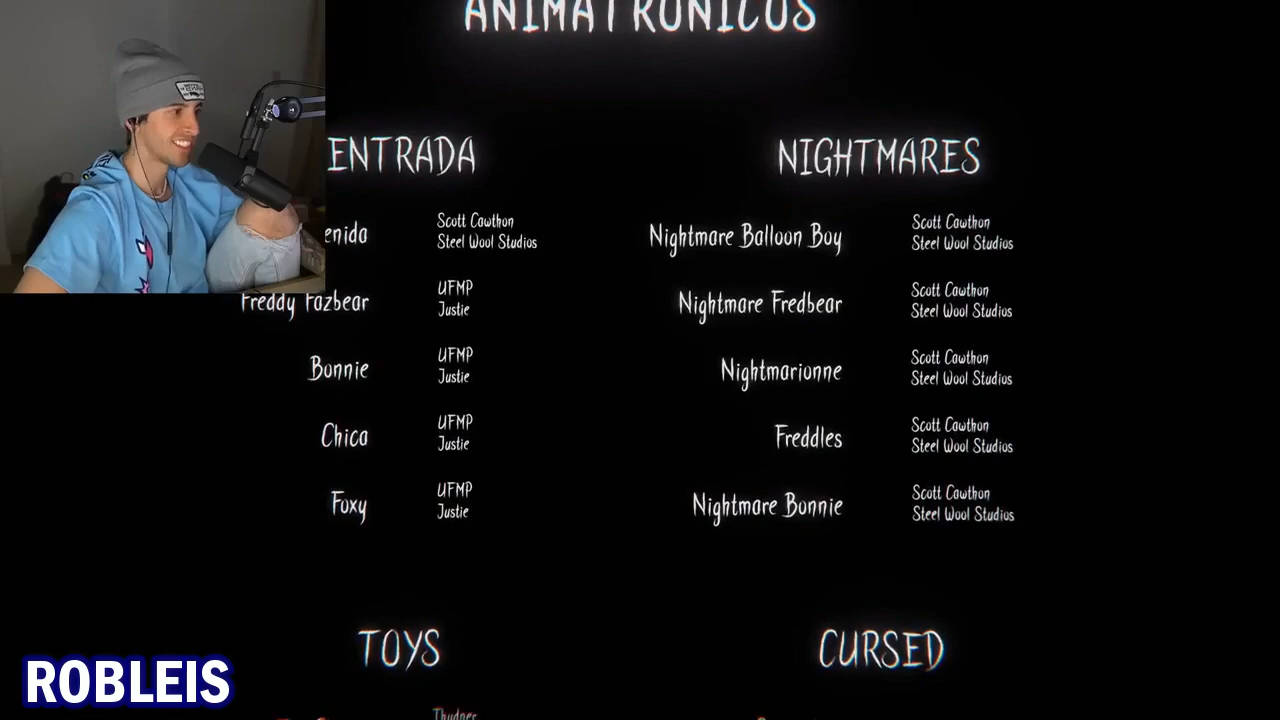 ANIMATRONICOS
ENTRADA
NIGHTMARES
enida
Scott Cawthon
Steel Wool Studios
Nightmare Balloon Boy
Scott Cawthon
Steel Wool Studios
Freddy Fazbear
UFMP
Justie
Nightmare Fredbear
Scott Cawthon
Steel Wool Studios
Bonnie
UFMP
Justie
Nightmarionne
Scott Cawthon
Steel Wool Studios
Chica
UFMP
Justie
Freddles
Scott Cawthon
Steel Wool Studios
Foxy
UFMP
Justie
Nightmare Bonnie
Scott Cawthon
Steel Wool Studios
TOYS
CURSED
ROBLEIS